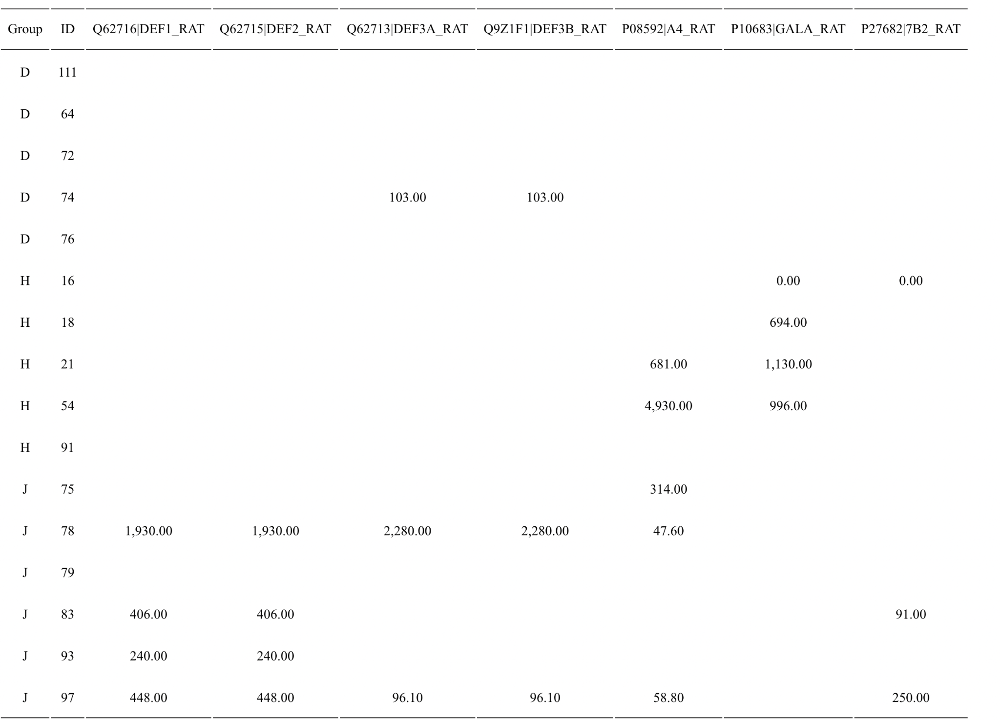 Group ID Q62716|DEF1_RAT Q62715|DEF2_RAT Q62713|DEF3A_RAT Q9Z1F1|DEF3B_RAT P08592|A4_RAT P10683|GALA_RAT P27682|7B2_RAT
D 111
D 64
D 72
D 74 103.00 103.00
D 76
H 16 0.00 0.00
H 18 694.00
H 21 681.00 1,130.00
H 54 4,930.00 996.00
H 91
J 75 314.00
J 78 1,930.00 1,930.00 2,280.00 2,280.00 47.60
J 79
J 83 406.00 406.00 91.00
J 93 240.00 240.00
J 97 448.00 448.00 96.10 96.10 58.80 250.00